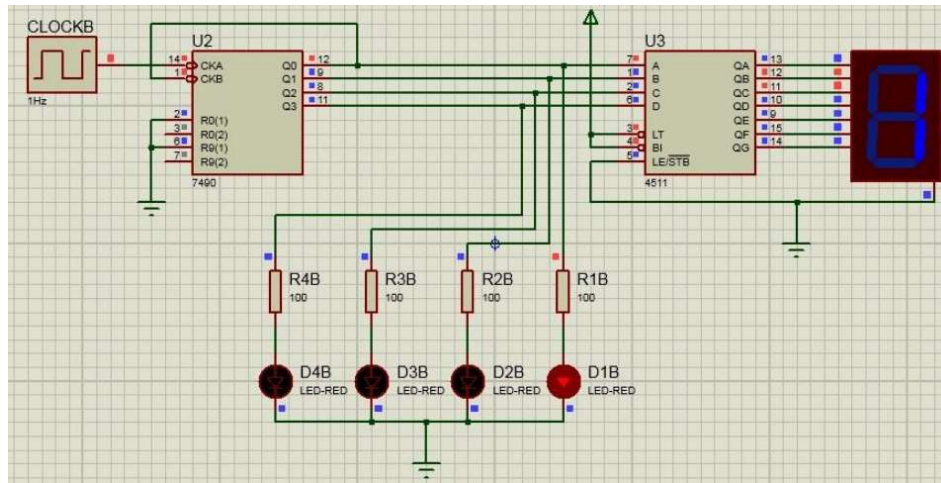 CLOCKB
1Hz
U2
14 CKA Q0 12
1 CKB Q1 9
Q2 8
Q3 11
2 R0(1)
3 R0(2)
6 R9(1)
7 R9(2)
7490
U3
7 A QA 13
1 B QB 12
2 C QC 11
6 D QD 10
QE 9
3 LT QF 15
4 BI QG 14
5 LE/STB
4511
R4B
100
R3B
100
R2B
100
R1B
100
D4B
LED-RED
D3B
LED-RED
D2B
LED-RED
D1B
LED-RED